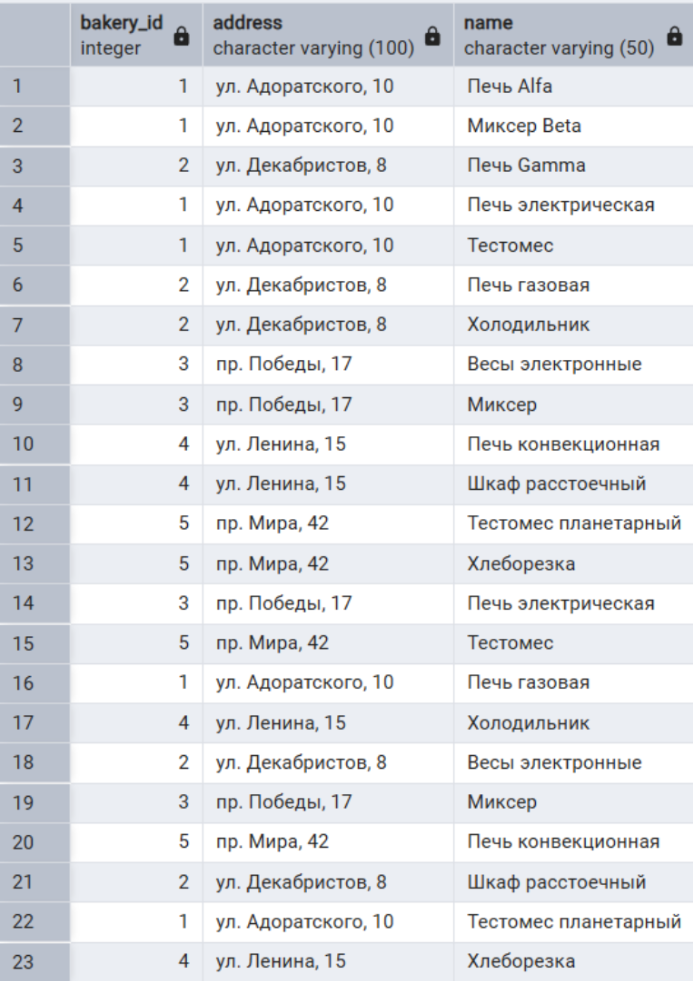 bakery_id address name
integer character varying (100) character varying (50)
1 1 ул. Адоратского, 10 Печь Alfa
2 1 ул. Адоратского, 10 Миксер Beta
3 2 ул. Декабристов, 8 Печь Gamma
4 1 ул. Адоратского, 10 Печь электрическая
5 1 ул. Адоратского, 10 Тестомес
6 2 ул. Декабристов, 8 Печь газовая
7 2 ул. Декабристов, 8 Холодильник
8 3 пр. Победы, 17 Весы электронные
9 3 пр. Победы, 17 Миксер
10 4 ул. Ленина, 15 Печь конвекционная
11 4 ул. Ленина, 15 Шкаф расстоечный
12 5 пр. Мира, 42 Тестомес планетарный
13 5 пр. Мира, 42 Хлеборезка
14 3 пр. Победы, 17 Печь электрическая
15 5 пр. Мира, 42 Тестомес
16 1 ул. Адоратского, 10 Печь газовая
17 4 ул. Ленина, 15 Холодильник
18 2 ул. Декабристов, 8 Весы электронные
19 3 пр. Победы, 17 Миксер
20 5 пр. Мира, 42 Печь конвекционная
21 2 ул. Декабристов, 8 Шкаф расстоечный
22 1 ул. Адоратского, 10 Тестомес планетарный
23 4 ул. Ленина, 15 Хлеборезка